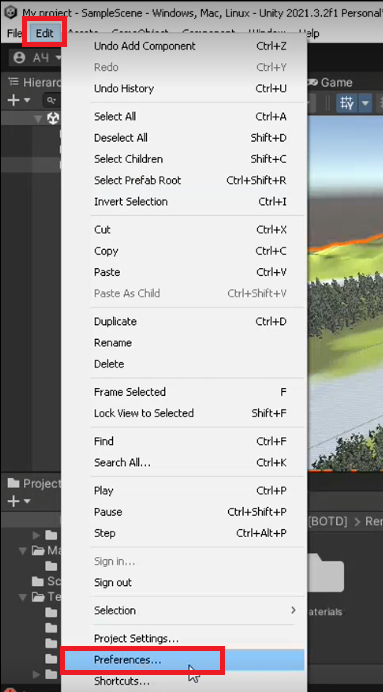 My project - SampleScene - Windows, Mac, Linux - Unity 2021.3.2f1 Personal
File Edit Assets GameObject Component Window Help
АЧ
Hierarc
Game
Undo Add Component Ctrl+Z
Redo Ctrl+Y
Undo History Ctrl+U
Select All Ctrl+A
Deselect All Shift+D
Select Children Shift+C
Select Prefab Root Ctrl+Shift+R
Invert Selection Ctrl+I
Cut Ctrl+X
Copy Ctrl+C
Paste Ctrl+V
Paste As Child Ctrl+Shift+V
Duplicate Ctrl+D
Rename
Delete
Frame Selected F
Lock View to Selected Shift+F
Find Ctrl+F
Search All... Ctrl+K
Project
Play Ctrl+P
Pause Ctrl+Shift+P
[BOTD] Ren
Step Ctrl+Alt+P
Ma
Sign in...
Sc
Sign out
Te
Selection
aterials
Project Settings...
Preferences...
Shortcuts...